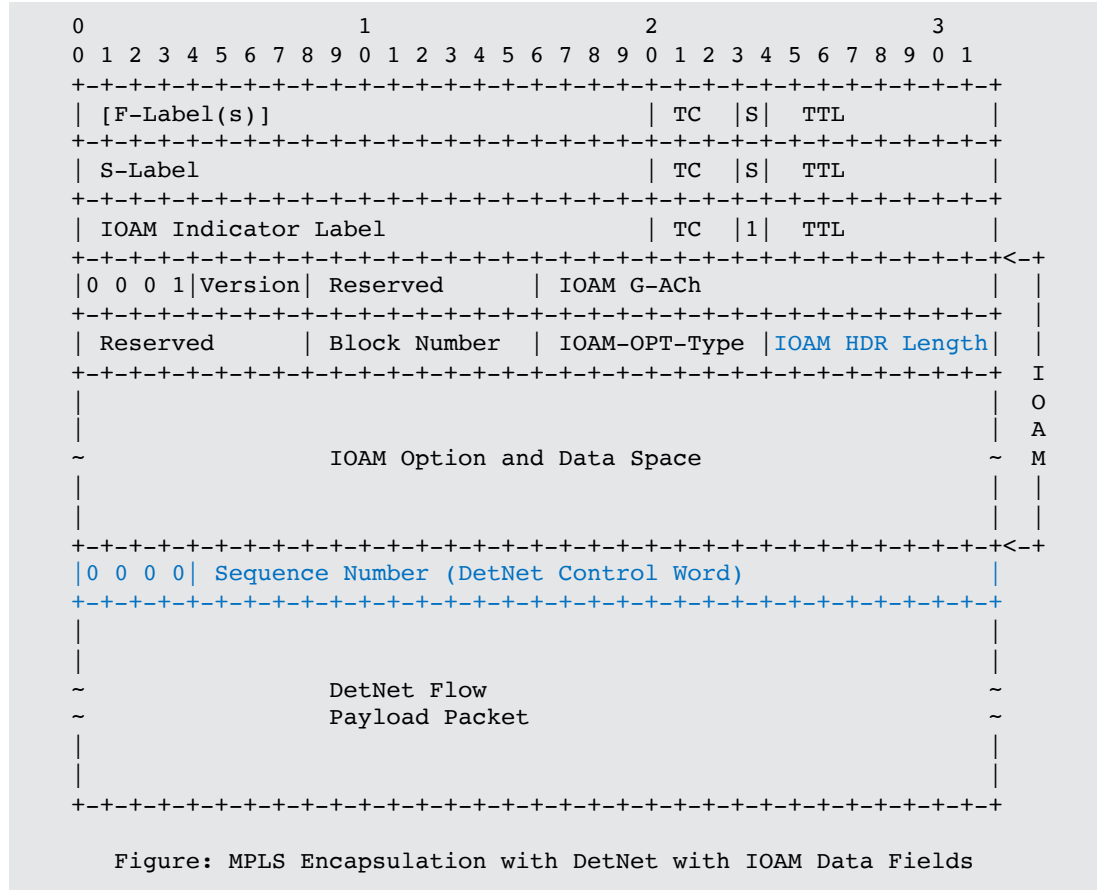 0                   1                   2                   3
0 1 2 3 4 5 6 7 8 9 0 1 2 3 4 5 6 7 8 9 0 1 2 3 4 5 6 7 8 9 0 1
+-+-+-+-+-+-+-+-+-+-+-+-+-+-+-+-+-+-+-+-+-+-+-+-+-+-+-+-+-+-+-+-+
| [F-Label(s)]                          | TC  |S|  TTL          |
+-+-+-+-+-+-+-+-+-+-+-+-+-+-+-+-+-+-+-+-+-+-+-+-+-+-+-+-+-+-+-+-+
| S-Label                               | TC  |S|  TTL          |
+-+-+-+-+-+-+-+-+-+-+-+-+-+-+-+-+-+-+-+-+-+-+-+-+-+-+-+-+-+-+-+-+
| IOAM Indicator Label                  | TC  |1|  TTL          |
+-+-+-+-+-+-+-+-+-+-+-+-+-+-+-+-+-+-+-+-+-+-+-+-+-+-+-+-+-+-+-+-+<-+
|0 0 0 1|Version| Reserved      | IOAM G-ACh                    |  |
+-+-+-+-+-+-+-+-+-+-+-+-+-+-+-+-+-+-+-+-+-+-+-+-+-+-+-+-+-+-+-+-+  |
| Reserved      | Block Number  | IOAM-OPT-Type |IOAM HDR Length|  |
+-+-+-+-+-+-+-+-+-+-+-+-+-+-+-+-+-+-+-+-+-+-+-+-+-+-+-+-+-+-+-+-+  I
|                                                               |  O
|                                                               |  A
~                 IOAM Option and Data Space                    ~  M
|                                                               |  |
|                                                               |  |
+-+-+-+-+-+-+-+-+-+-+-+-+-+-+-+-+-+-+-+-+-+-+-+-+-+-+-+-+-+-+-+-+<-+
|0 0 0 0| Sequence Number (DetNet Control Word)                 |
+-+-+-+-+-+-+-+-+-+-+-+-+-+-+-+-+-+-+-+-+-+-+-+-+-+-+-+-+-+-+-+-+
|                                                               |
|                                                               |
~                 DetNet Flow                                   ~
~                 Payload Packet                                ~
|                                                               |
|                                                               |
+-+-+-+-+-+-+-+-+-+-+-+-+-+-+-+-+-+-+-+-+-+-+-+-+-+-+-+-+-+-+-+-+
Figure: MPLS Encapsulation with DetNet with IOAM Data Fields